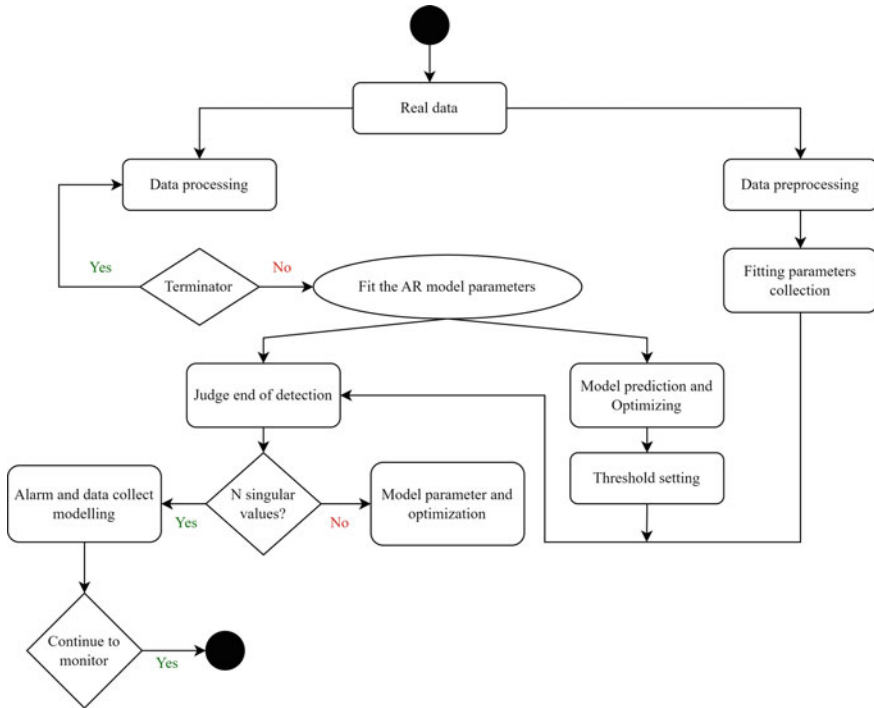 Real data
Data processing
Data preprocessing
Yes
No
Terminator
Fit the AR model parameters
Fitting parameters
collection
Judge end of detection
Model prediction and
Optimizing
Alarm and data collect
modelling
N singular
values?
Model parameter and
optimization
Threshold setting
Yes
No
Continue to
monitor
Yes